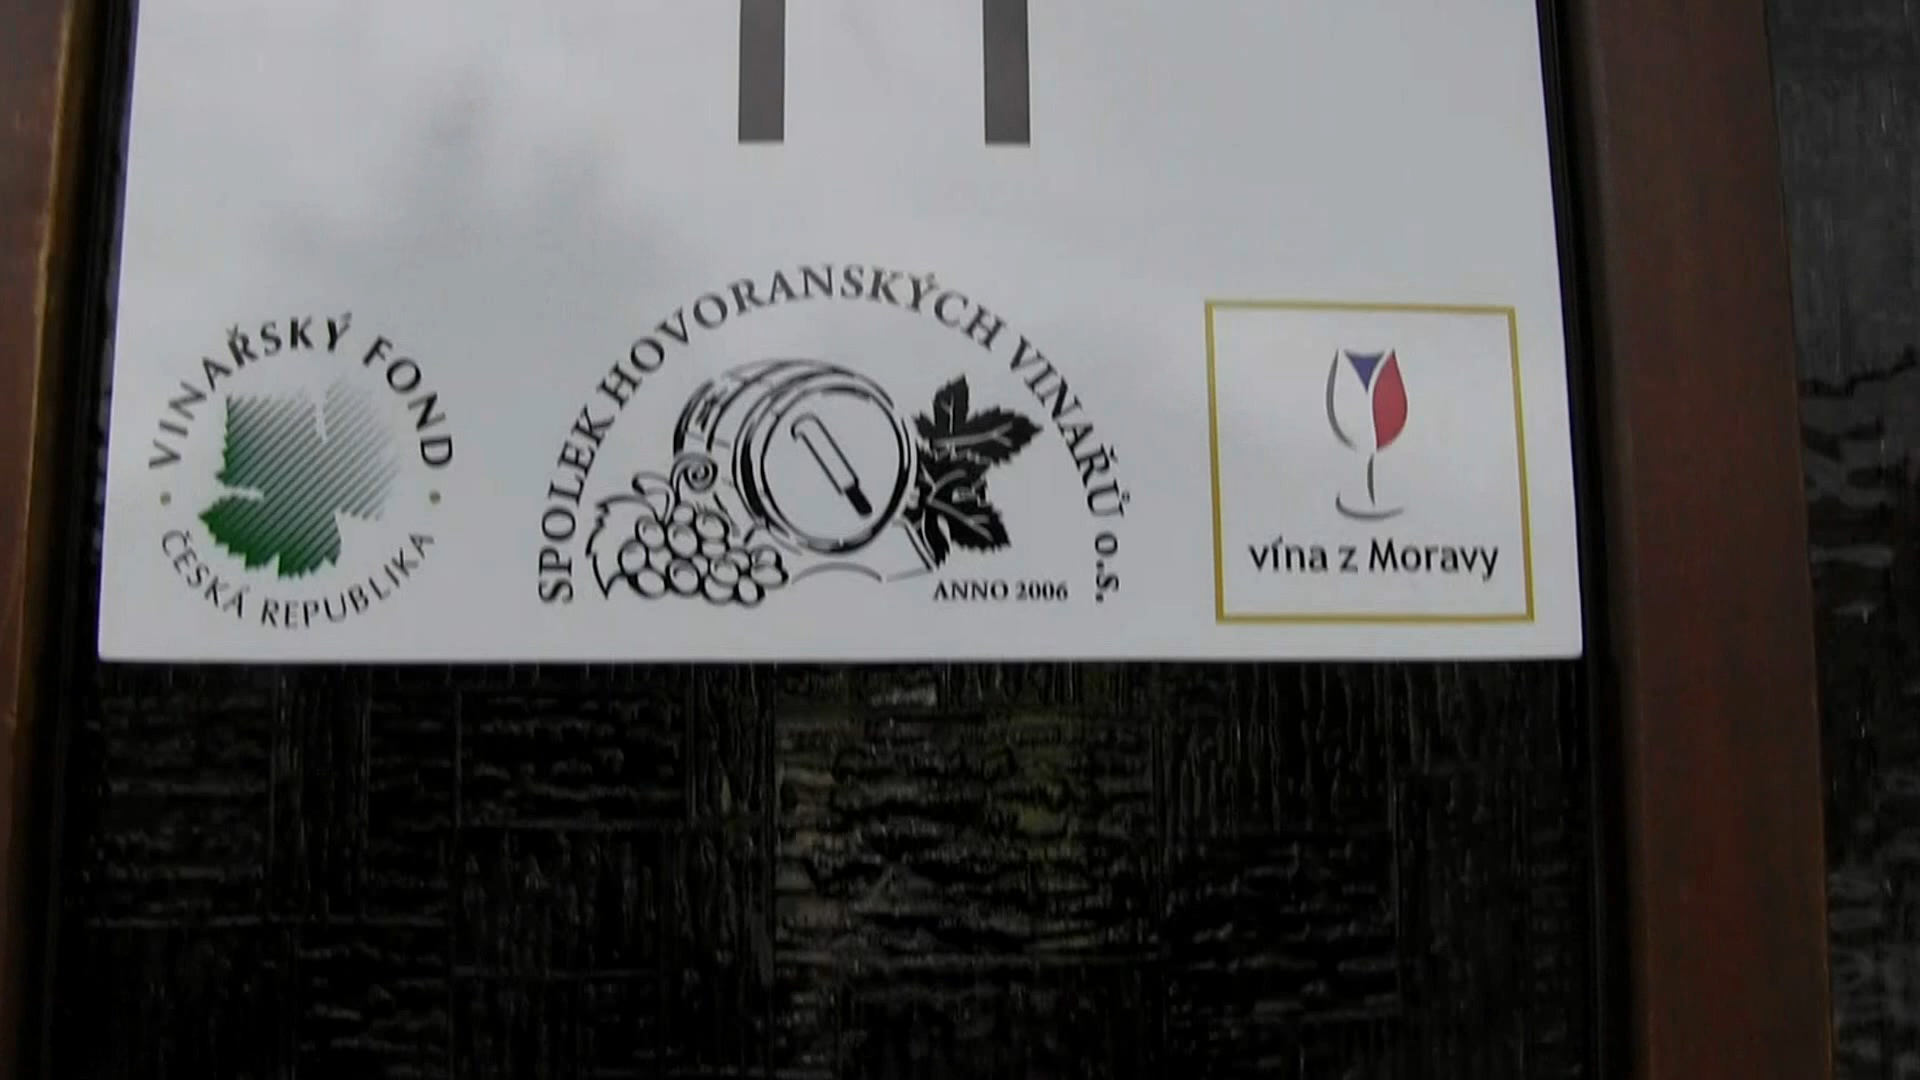 VINAŘSKÝ FOND
ČESKÁ REPUBLIKA
SPOLEK HOVORANSKÝCH VINAŘŮ o.s.
ANNO 2006
vína z Moravy